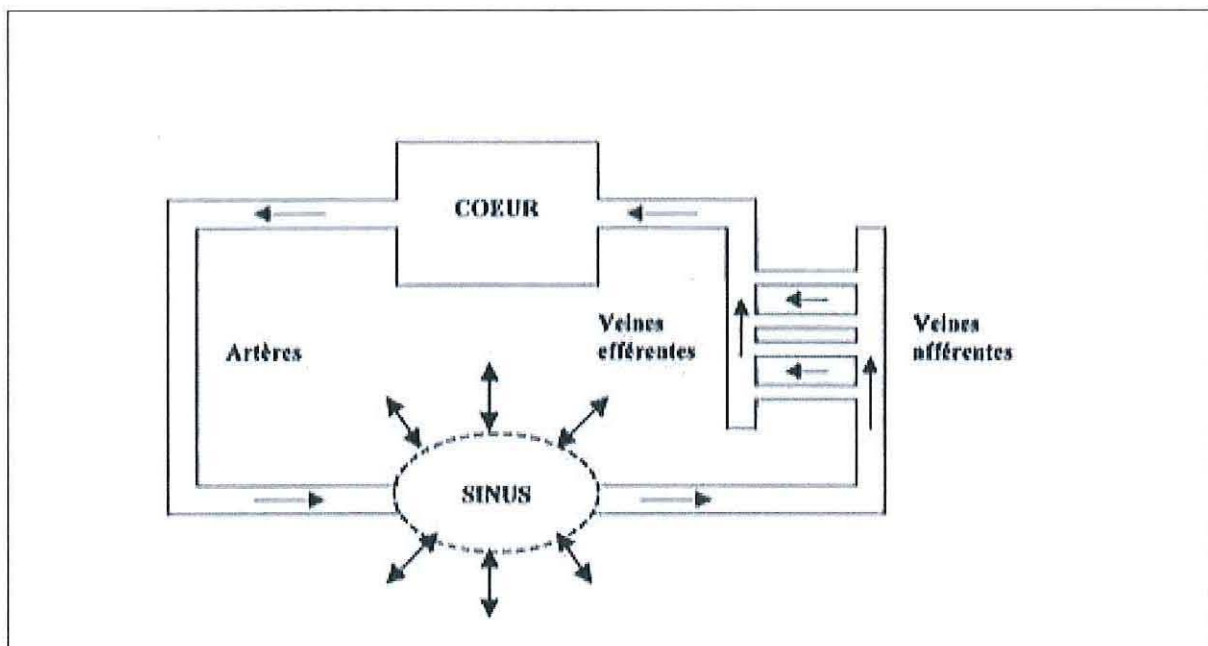 COEUR
Artères
Veines
efférentes
Veines
afférentes
SINUS